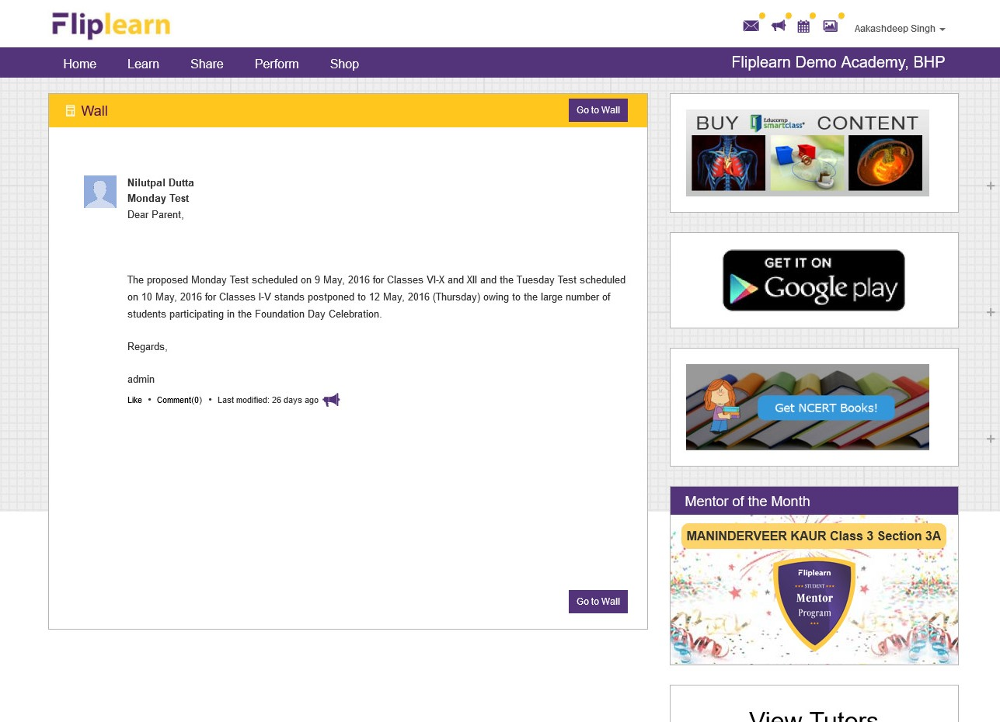 Fliplearn
Aakashdeep Singh
Home Learn Share Perform Shop
Fliplearn Demo Academy, BHP
Wall
Go to Wall
Nilutpal Dutta
Monday Test
Dear Parent,
The proposed Monday Test scheduled on 9 May, 2016 for Classes VI-X and XII and the Tuesday Test scheduled
on 10 May, 2016 for Classes I-V stands postponed to 12 May, 2016 (Thursday) owing to the large number of
students participating in the Foundation Day Celebration.
Regards,
admin
Like • Comment(0) • Last modified: 26 days ago
Go to Wall
BUY Educomp smartclass CONTENT
GET IT ON
Google play
Get NCERT Books!
Mentor of the Month
MANINDERVEER KAUR Class 3 Section 3A
Fliplearn
STUDENT
Mentor
Program
View Tutors